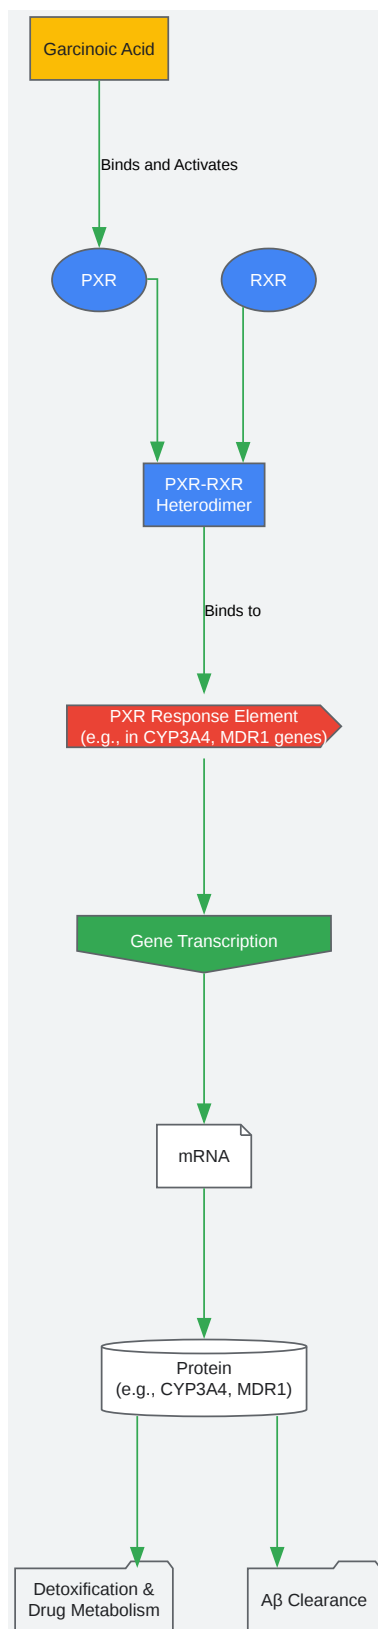 Garcinoic Acid
Binds and Activates
PXR
RXR
PXR-RXR
Heterodimer
Binds to
PXR Response Element
(e.g., in CYP3A4, MDR1 genes)
Gene Transcription
mRNA
Protein
(e.g., CYP3A4, MDR1)
Detoxification &
Drug Metabolism
Aβ Clearance